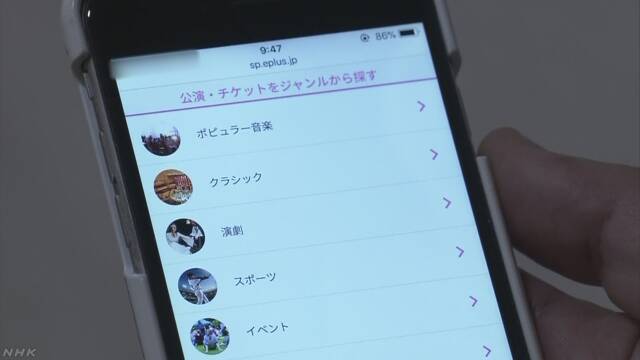 9:47
86%
sp.eplus.jp
公演・チケットをジャンルから探す
ポピュラー音楽
クラシック
演劇
スポーツ
イベント
NHK